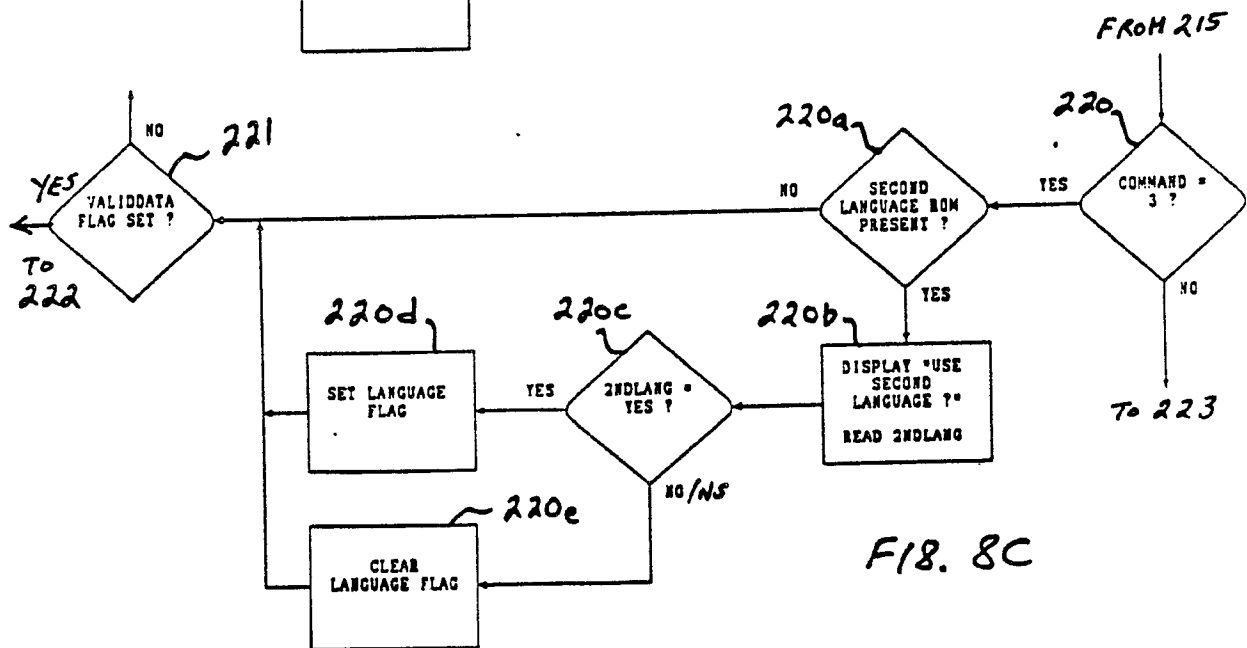 FROM 215
220
COMMAND =
3 ?
YES
NO
TO 223
220a
SECOND
LANGUAGE ROM
PRESENT ?
NO
YES
220b
DISPLAY "USE
SECOND
LANGUAGE ?"
READ 2NDLANG
220c
2NDLANG =
YES ?
YES
NO/NS
220d
SET LANGUAGE
FLAG
220e
CLEAR
LANGUAGE FLAG
221
VALIDDATA
FLAG SET ?
NO
YES
TO
222
FIG. 8C